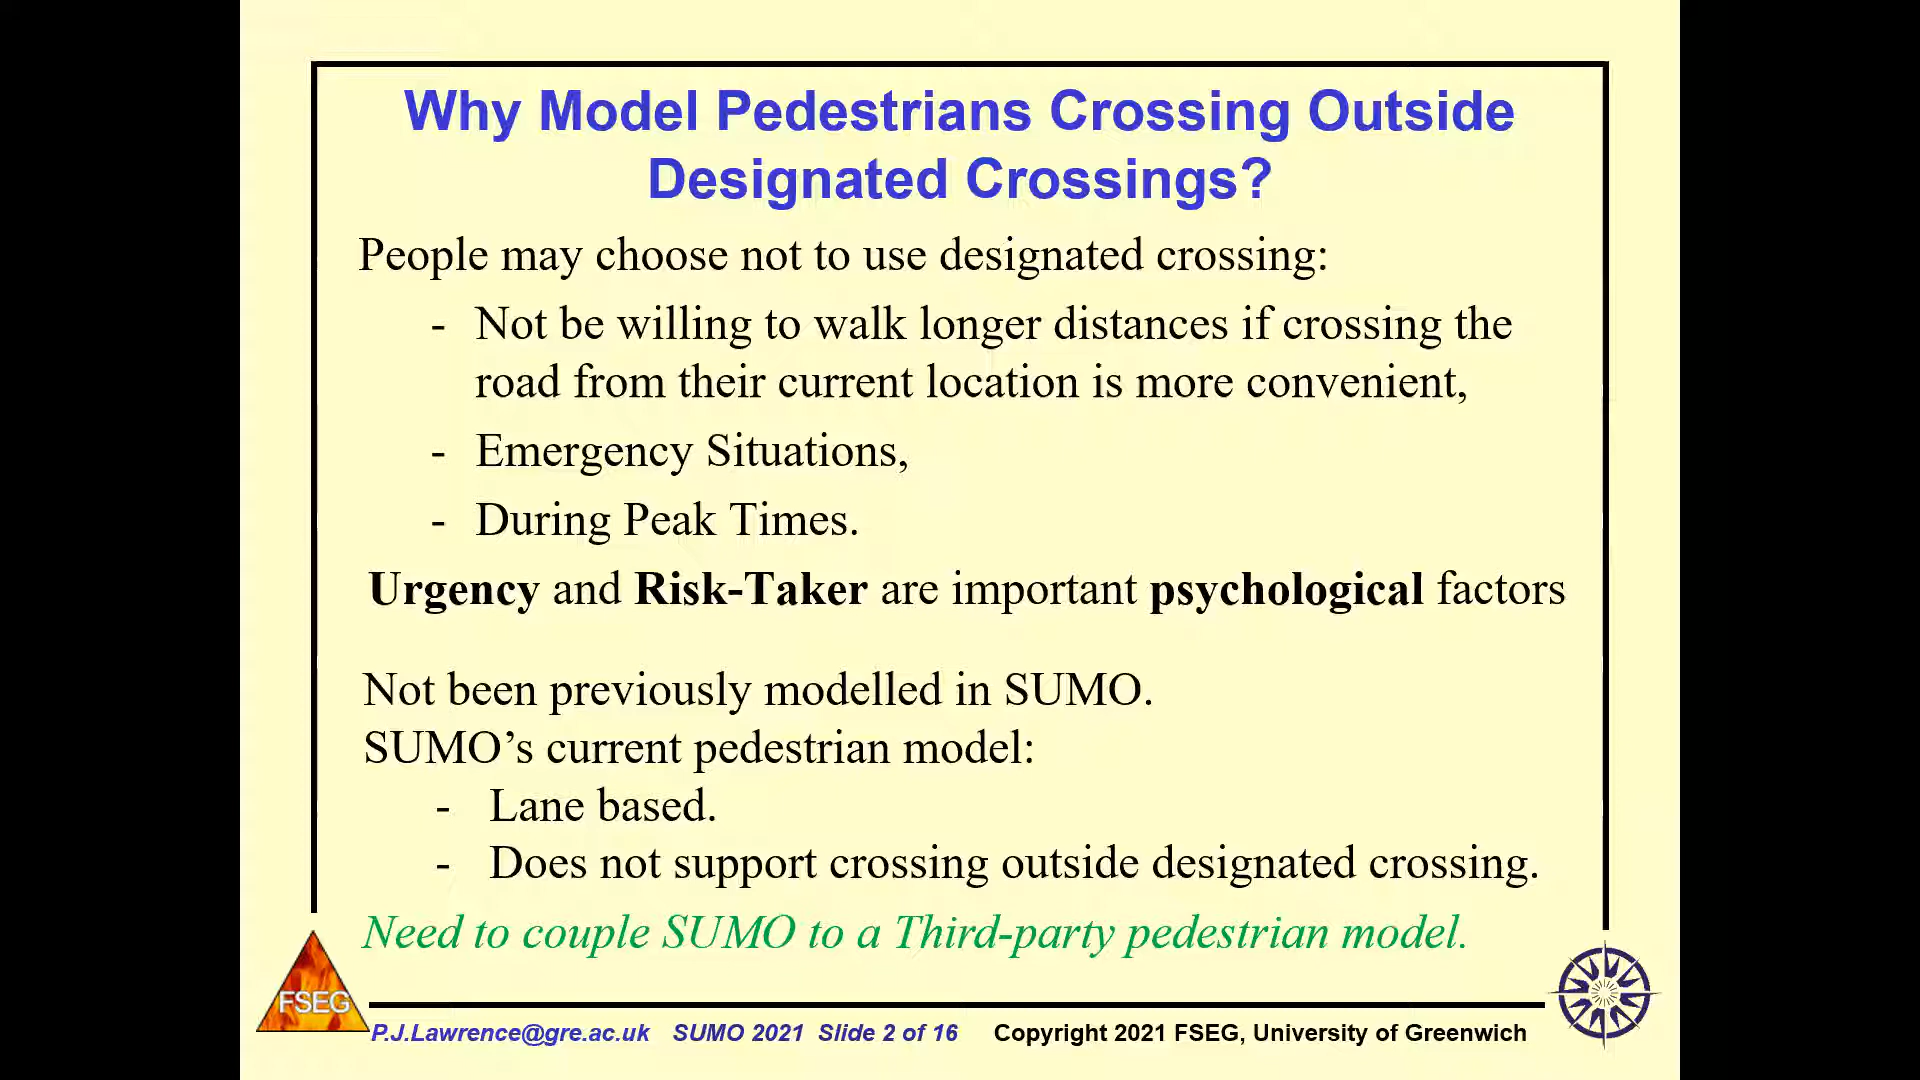 Why Model Pedestrians Crossing Outside
Designated Crossings?
People may choose not to use designated crossing:
- Not be willing to walk longer distances if crossing the
road from their current location is more convenient,
- Emergency Situations,
- During Peak Times.
Urgency and Risk-Taker are important psychological factors
Not been previously modelled in SUMO.
SUMO’s current pedestrian model:
- Lane based.
- Does not support crossing outside designated crossing.
Need to couple SUMO to a Third-party pedestrian model.
FSEG
P.J.Lawrence@gre.ac.uk SUMO 2021 Slide 2 of 16 Copyright 2021 FSEG, University of Greenwich